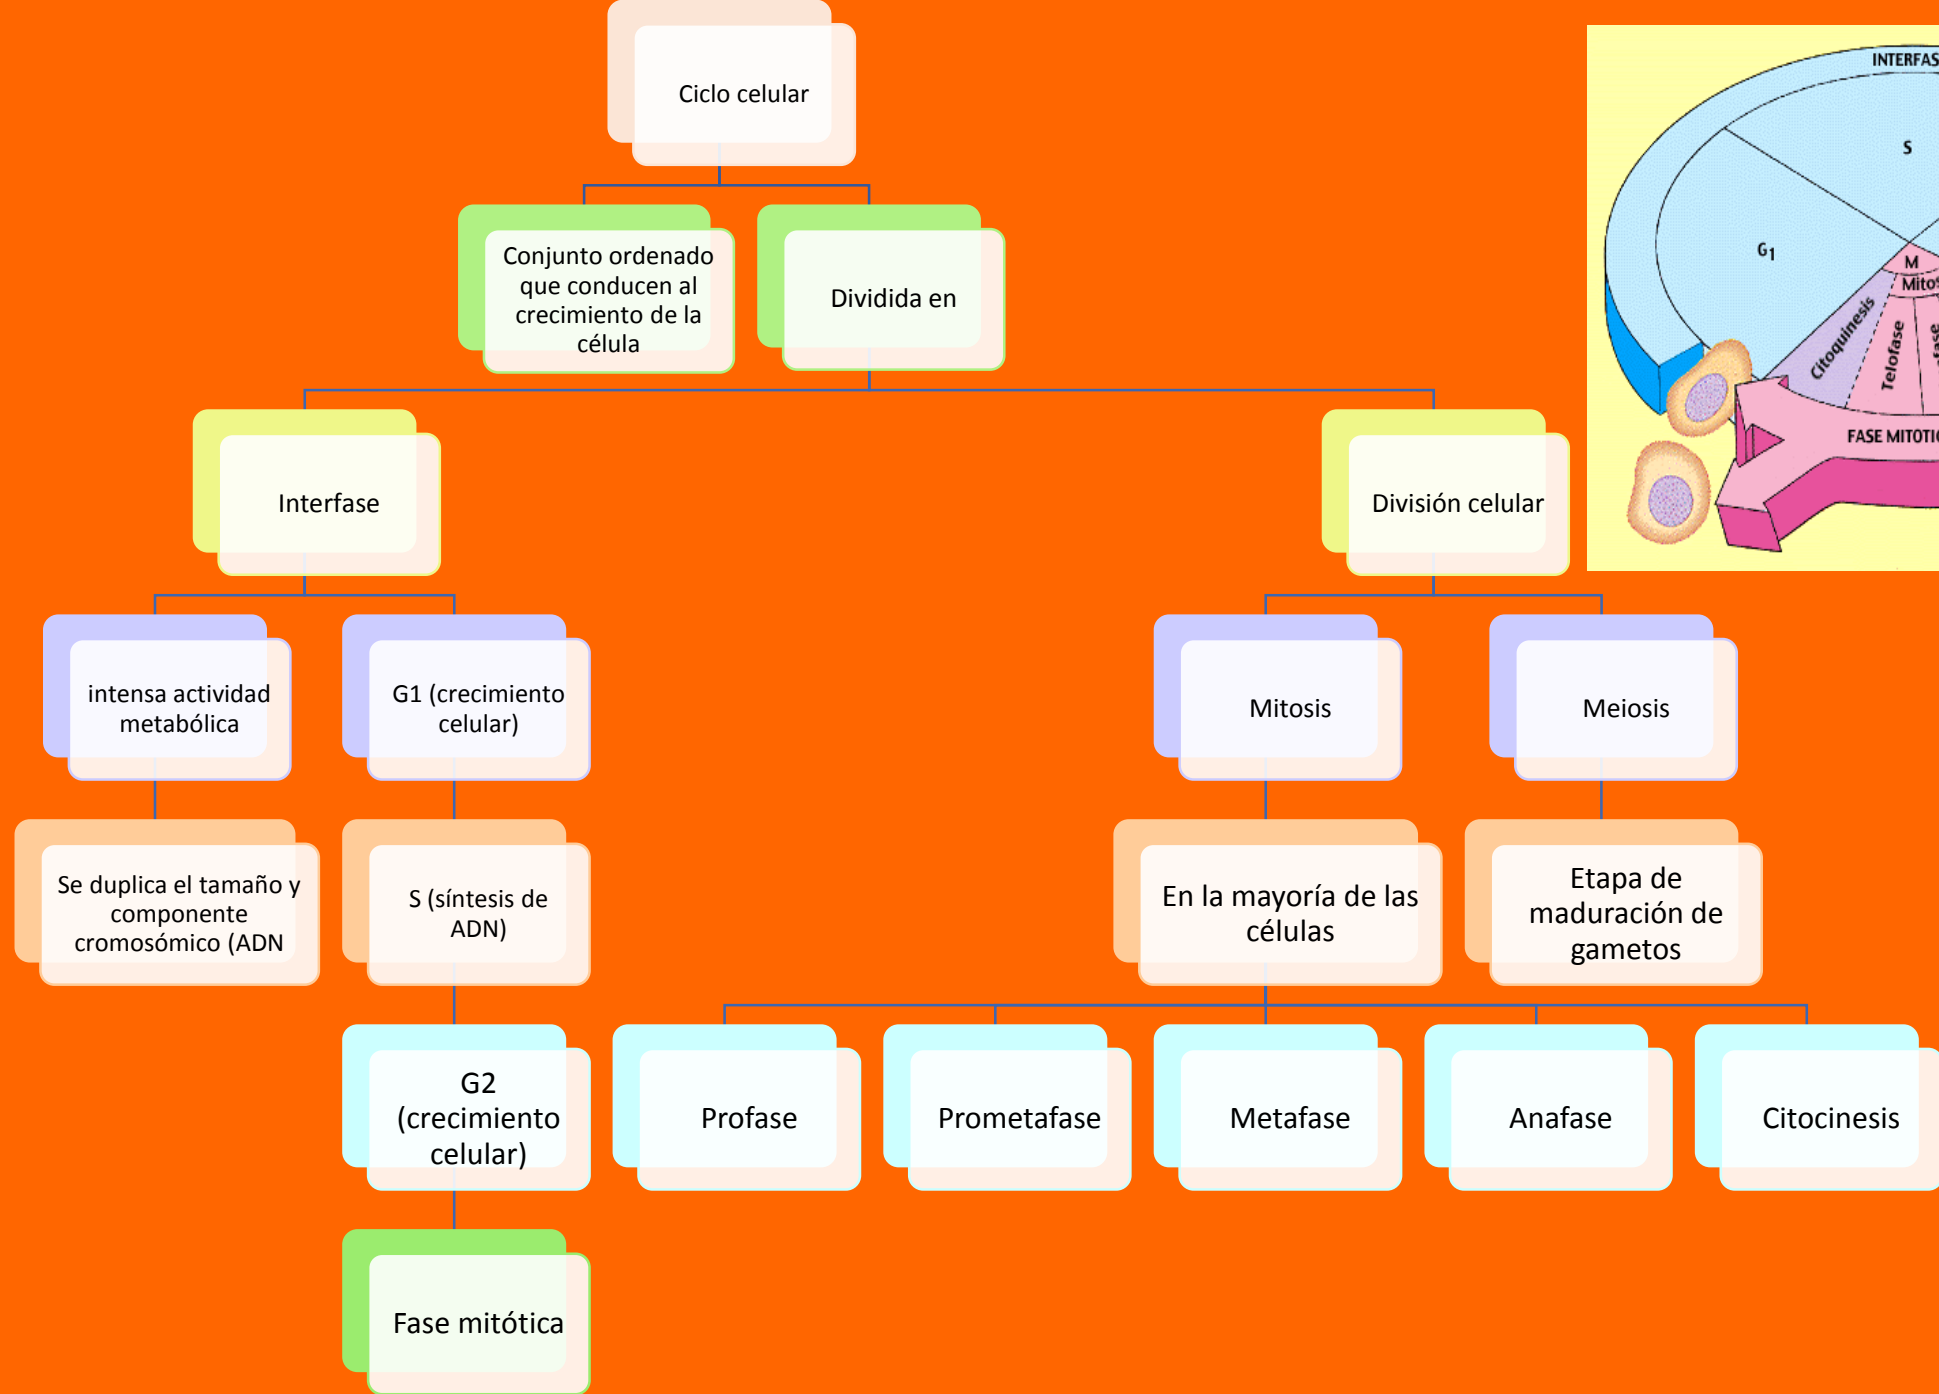 Ciclo celular
Conjunto ordenado
que conducen al
crecimiento de la
célula
Dividida en
Interfase
División celular
intensa actividad
metabólica
G1 (crecimiento
celular)
Mitosis
Meiosis
Se duplica el tamaño y
componente
cromosómico (ADN
S (síntesis de
ADN)
En la mayoría de las
células
Etapa de
maduración de
gametos
G2
(crecimiento
celular)
Profase
Prometafase
Metafase
Anafase
Citocinesis
Fase mitótica
INTERFAS
S
G1
M
Mitos
Citoquinesis
Telofase
FASE MITOTI